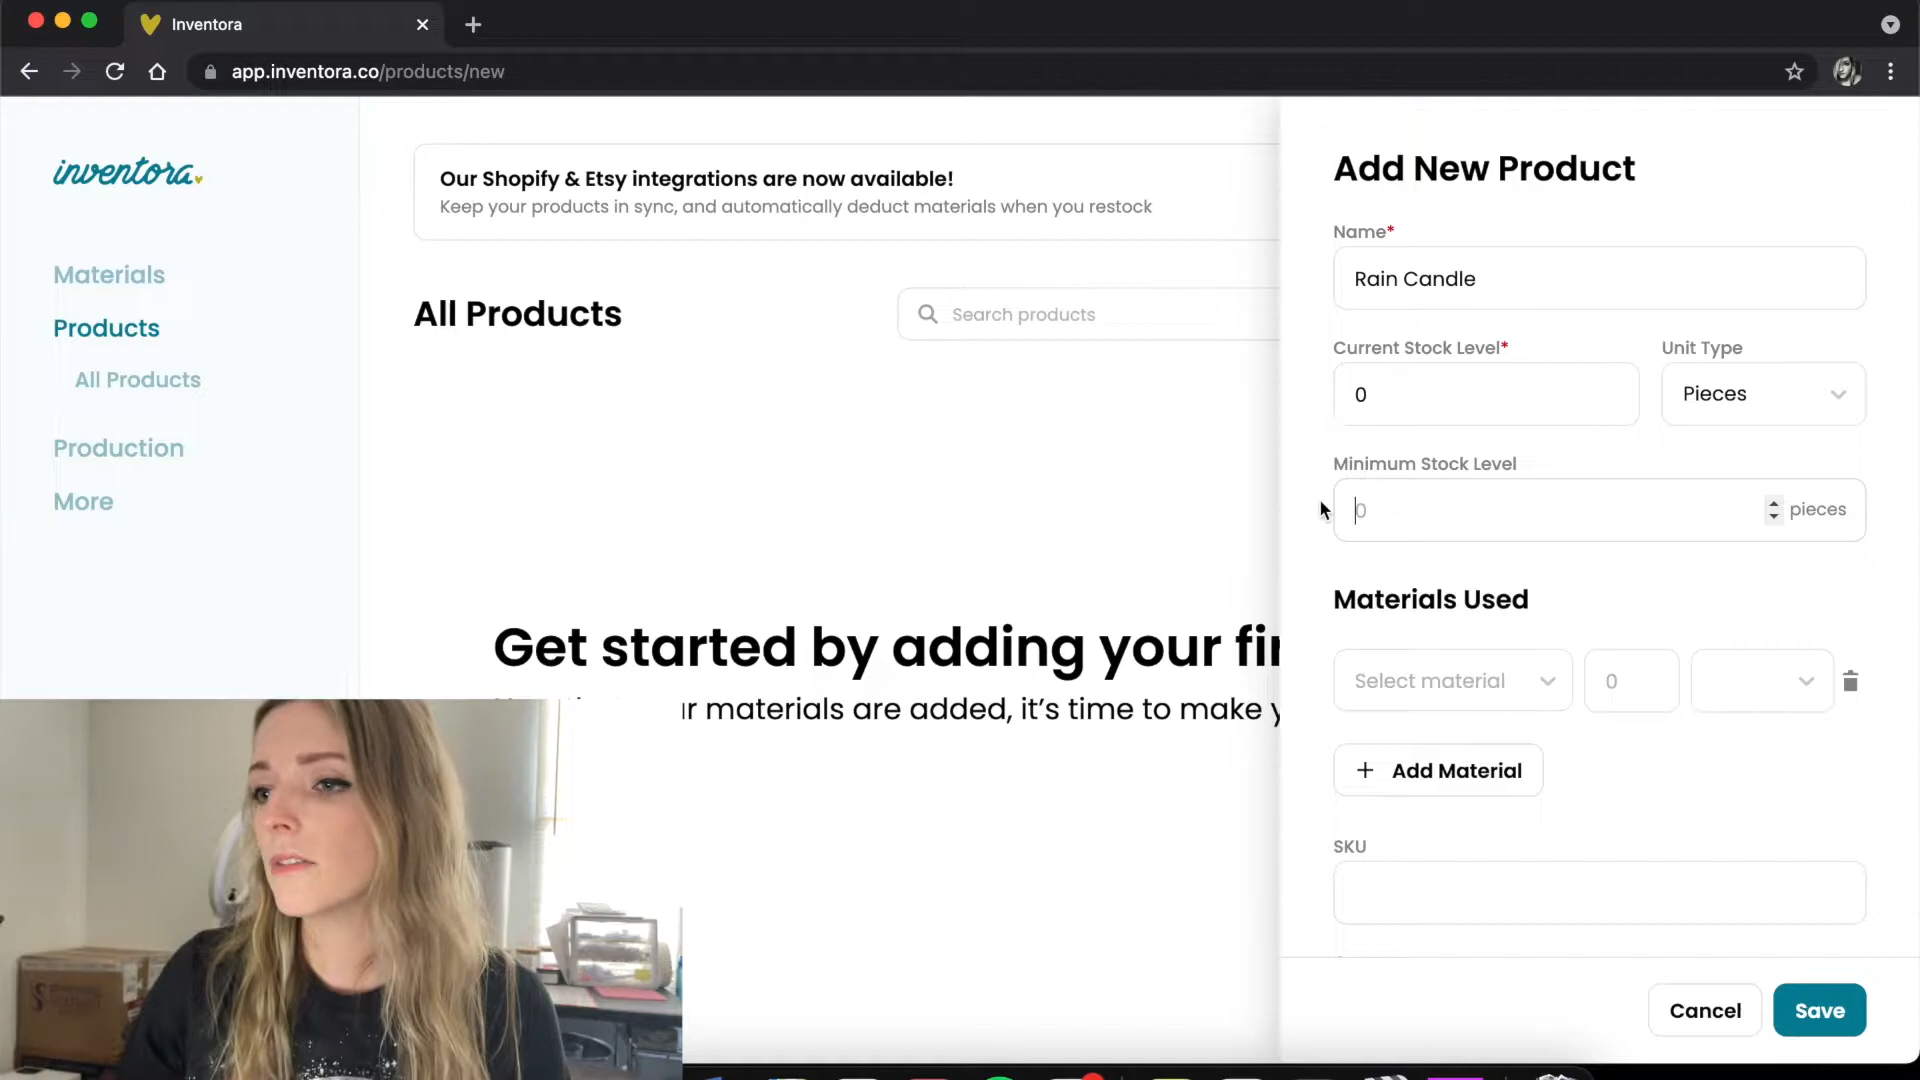 Inventora
app.inventora.co/products/new
inventora
Materials
Products
All Products
Production
More
Our Shopify & Etsy integrations are now available!
Keep your products in sync, and automatically deduct materials when you restock
All Products
Search products
Get started by adding your
materials are added, it's time to make
Add New Product
Name*
Rain Candle
Current Stock Level*
Unit Type
0
Pieces
Minimum Stock Level
0
pieces
Materials Used
Select material
0
+ Add Material
SKU
Cancel
Save